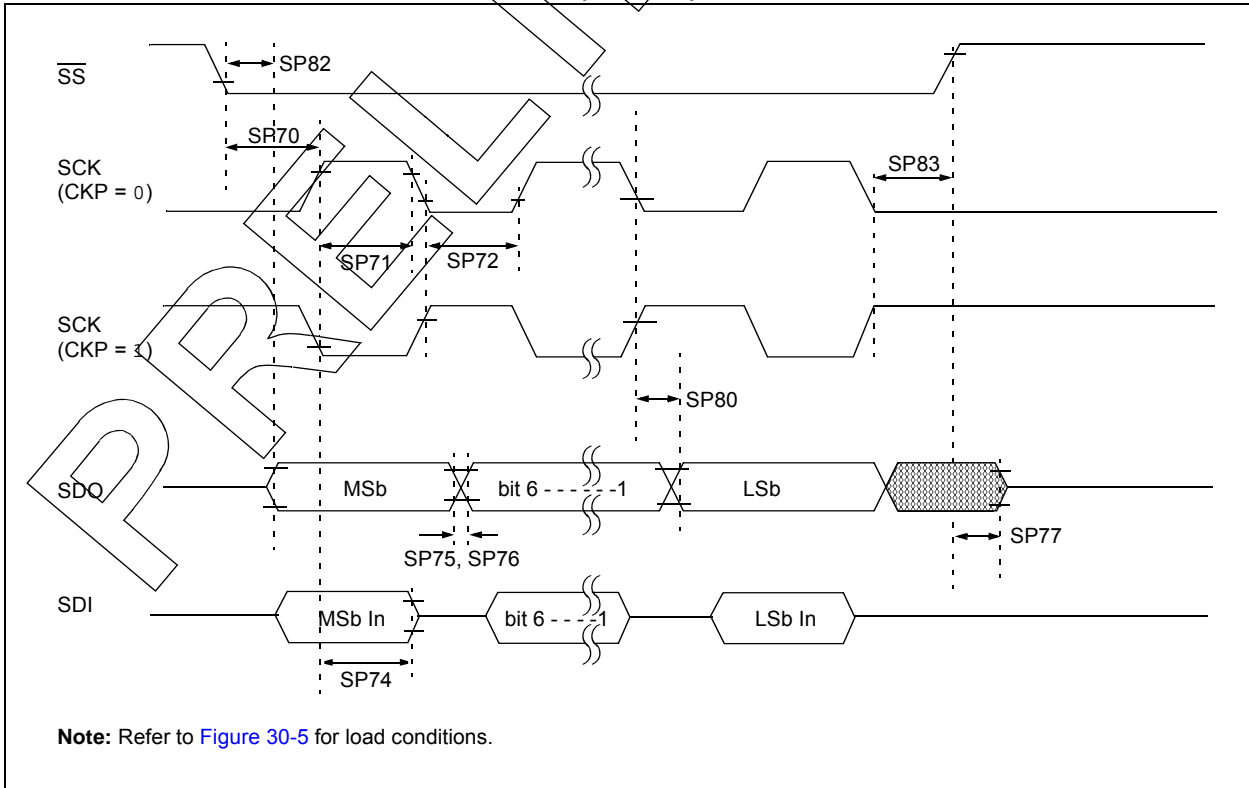 SS
SP82
SP70
SCK
(CKP = 0)
SP83
SP71
SP72
SCK
(CKP = 1)
SP80
SDO
MSb
bit 6 - - - - - -1
LSb
SP75, SP76
SP77
SDI
MSb In
bit 6 - - - -1
LSb In
SP74
Note: Refer to Figure 30-5 for load conditions.
PRELI